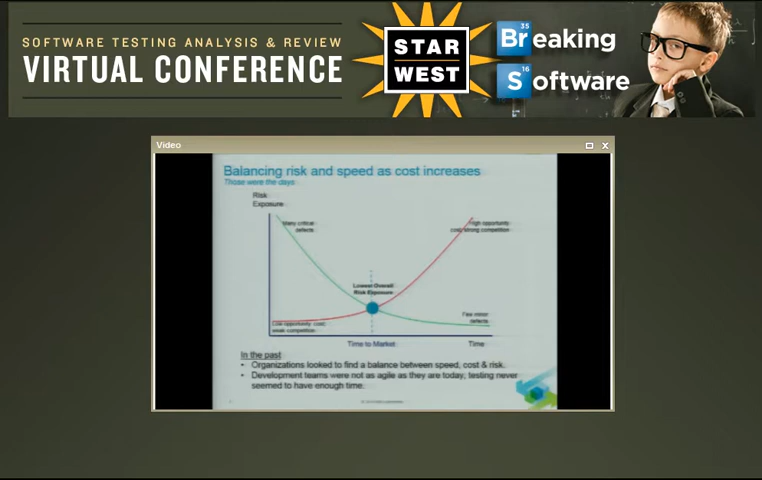 SOFTWARE TESTING ANALYSIS & REVIEW
VIRTUAL CONFERENCE
STAR
WEST
35
Breaking
16
Software
Video
Balancing risk and speed as cost increases
Those were the days
Risk
Exposure
Many critical
defects
High opportunity
cost, strong competition
Lowest Overall
Risk Exposure
Few minor
defects
Low opportunity cost,
weak competition
Time to Market
Time
In the past
• Organizations looked to find a balance between speed, cost & risk.
• Development teams were not as agile as they are today, testing never
seemed to have enough time.